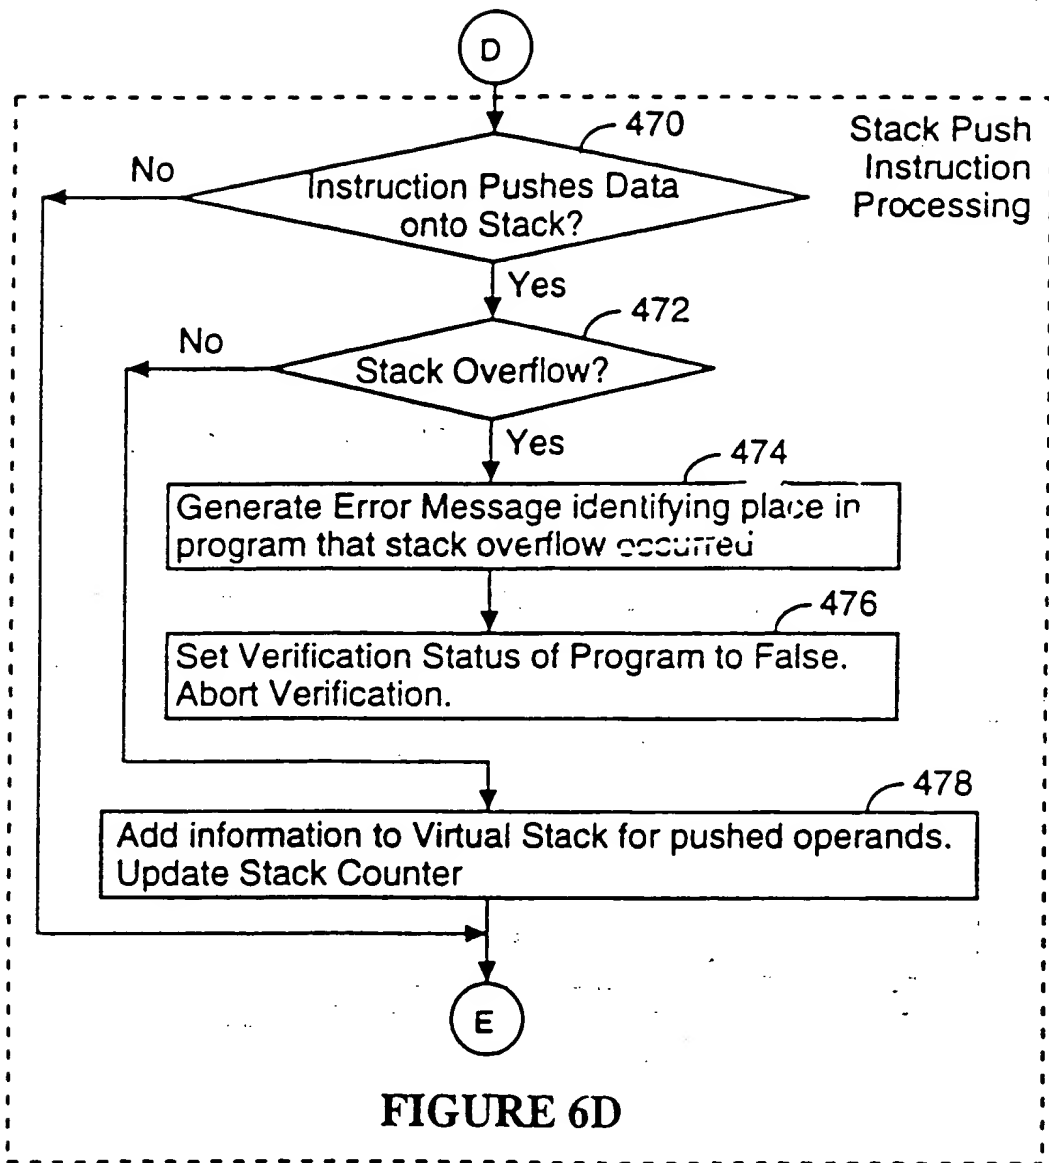 D
470
Stack Push
Instruction
Processing
No
Instruction Pushes Data
onto Stack?
Yes
472
No
Stack Overflow?
Yes
474
Generate Error Message identifying place in
program that stack overflow occurred
476
Set Verification Status of Program to False.
Abort Verification.
478
Add information to Virtual Stack for pushed operands.
Update Stack Counter
E
FIGURE 6D